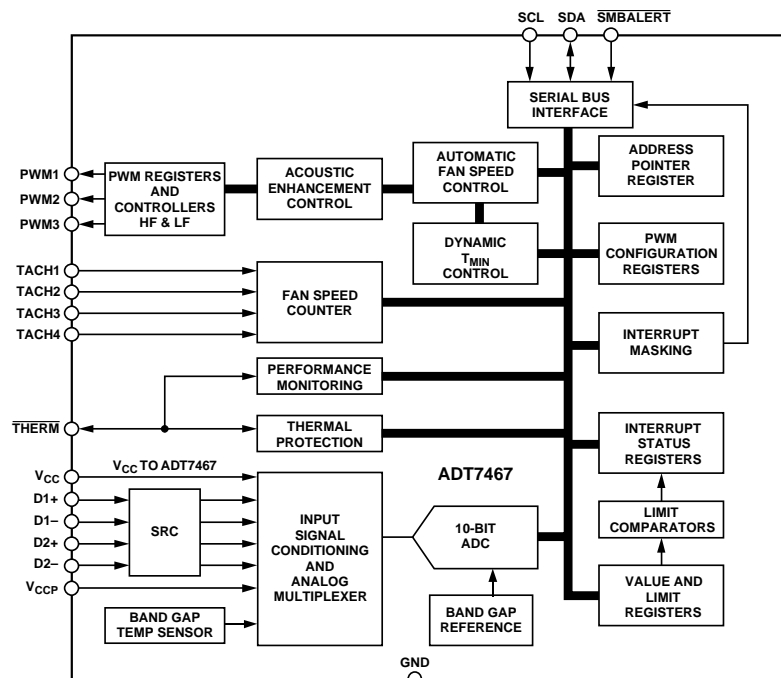 SCL SDA SMBALERT
SERIAL BUS
INTERFACE
PWM1
PWM2
PWM3
PWM REGISTERS
AND
CONTROLLERS
HF & LF
ACOUSTIC
ENHANCEMENT
CONTROL
AUTOMATIC
FAN SPEED
CONTROL
ADDRESS
POINTER
REGISTER
DYNAMIC
TMIN
CONTROL
PWM
CONFIGURATION
REGISTERS
TACH1
TACH2
TACH3
TACH4
FAN SPEED
COUNTER
INTERRUPT
MASKING
PERFORMANCE
MONITORING
THERM
THERMAL
PROTECTION
INTERRUPT
STATUS
REGISTERS
VCC
VCC TO ADT7467
D1+
D1–
D2+
D2–
VCCP
SRC
INPUT
SIGNAL
CONDITIONING
AND
ANALOG
MULTIPLEXER
ADT7467
10-BIT
ADC
LIMIT
COMPARATORS
VALUE AND
LIMIT
REGISTERS
BAND GAP
TEMP SENSOR
BAND GAP
REFERENCE
GND